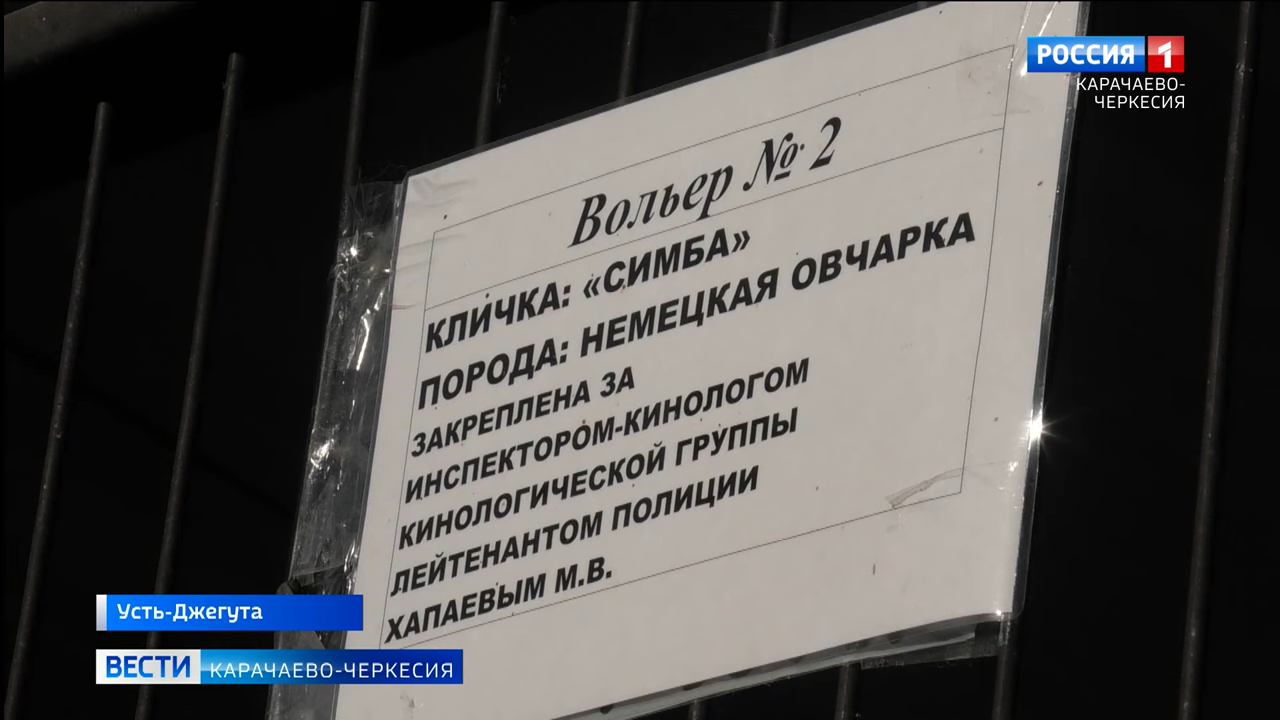 РОССИЯ 1
КАРАЧАЕВО-
ЧЕРКЕСИЯ
Вольер № 2
КЛИЧКА: «СИМБА»
ПОРОДА: НЕМЕЦКАЯ ОВЧАРКА
ЗАКРЕПЛЕНА ЗА
ИНСПЕКТОРОМ-КИНОЛОГОМ
КИНОЛОГИЧЕСКОЙ ГРУППЫ
ЛЕЙТЕНАНТОМ ПОЛИЦИИ
ХАПАЕВЫМ М.В.
Усть-Джегута
ВЕСТИ КАРАЧАЕВО-ЧЕРКЕСИЯ